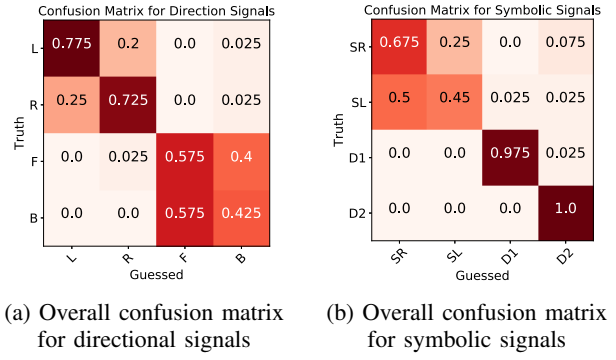 Confusion Matrix for Direction Signals
Truth
L 0.775 0.2 0.0 0.025
R 0.25 0.725 0.0 0.025
F 0.0 0.025 0.575 0.4
B 0.0 0.0 0.575 0.425
L R F B
Guessed
(a) Overall confusion matrix
for directional signals
Confusion Matrix for Symbolic Signals
Truth
SR 0.675 0.25 0.0 0.075
SL 0.5 0.45 0.025 0.025
D1 0.0 0.0 0.975 0.025
D2 0.0 0.0 0.0 1.0
SR SL D1 D2
Guessed
(b) Overall confusion matrix
for symbolic signals